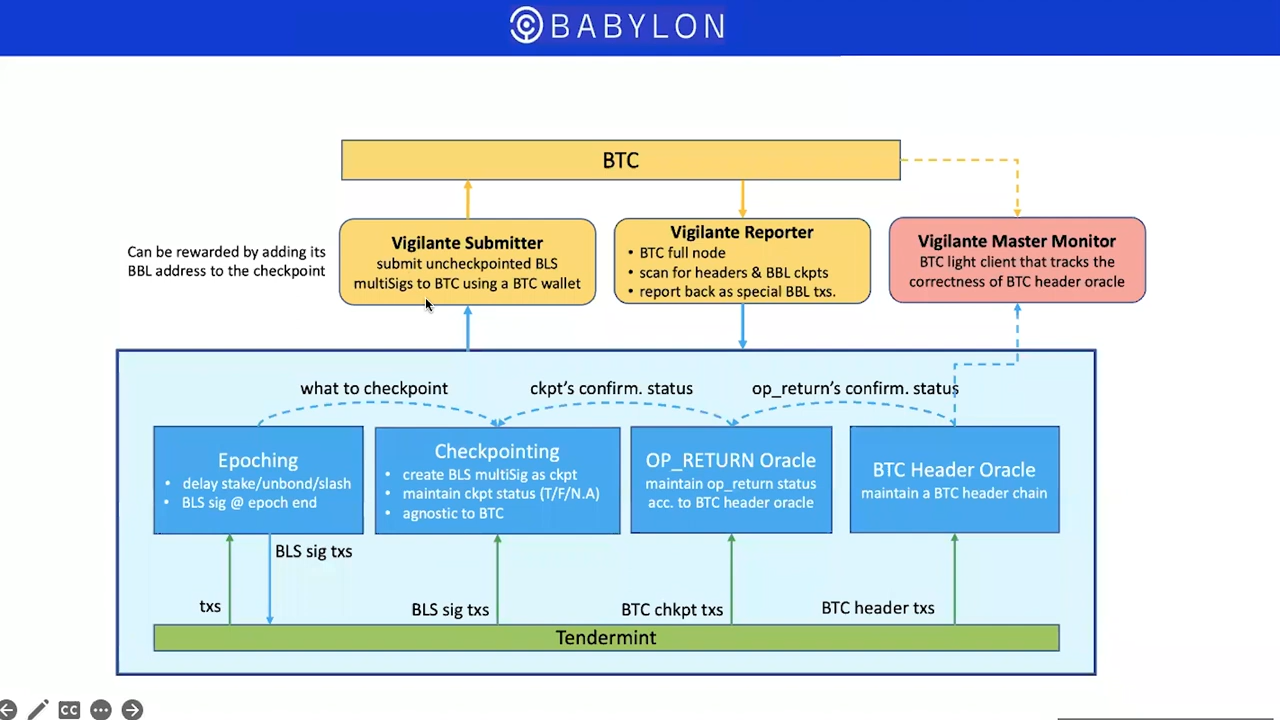 BABYLON
BTC
Can be rewarded by adding its
BBL address to the checkpoint
Vigilante Submitter
submit uncheckpointed BLS
multiSigs to BTC using a BTC wallet
Vigilante Reporter
• BTC full node
• scan for headers & BBL ckpts
• report back as special BBL txs.
Vigilante Master Monitor
BTC light client that tracks the
correctness of BTC header oracle
what to checkpoint
ckpt's confirm. status
op_return's confirm. status
Epoching
• delay stake/unbond/slash
• BLS sig @ epoch end
Checkpointing
• create BLS multiSig as ckpt
• maintain ckpt status (T/F/N.A)
• agnostic to BTC
OP_RETURN Oracle
maintain op_return status
acc. to BTC header oracle
BTC Header Oracle
maintain a BTC header chain
BLS sig txs
txs
BLS sig txs
BTC chkpt txs
BTC header txs
Tendermint
CC